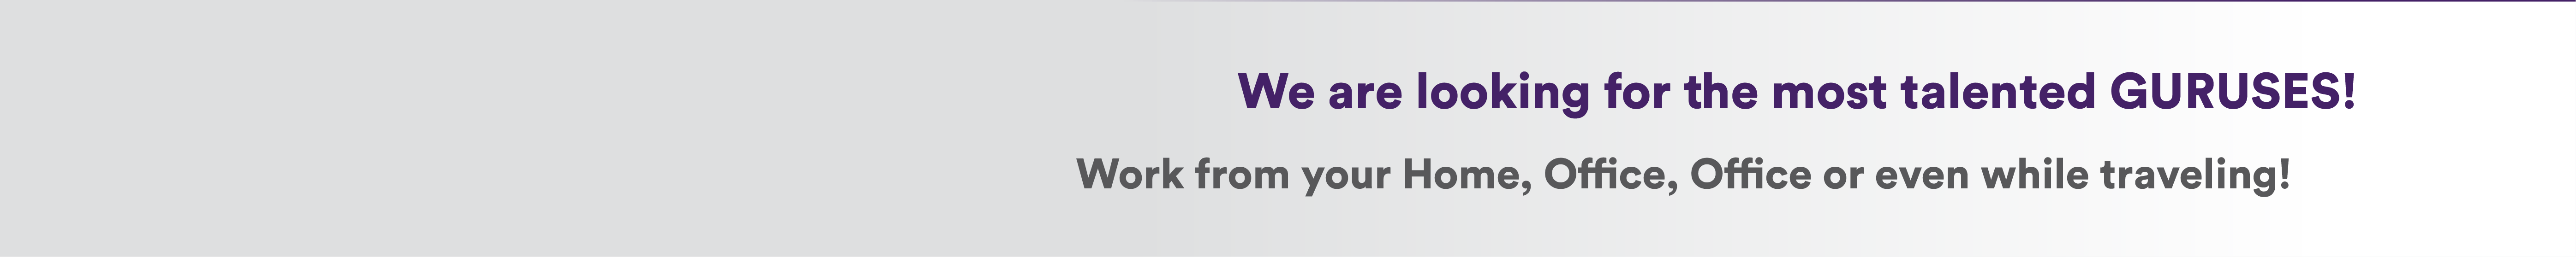 We are looking for the most talented GURUSES!
Work from your Home, Office, Office or even while traveling!